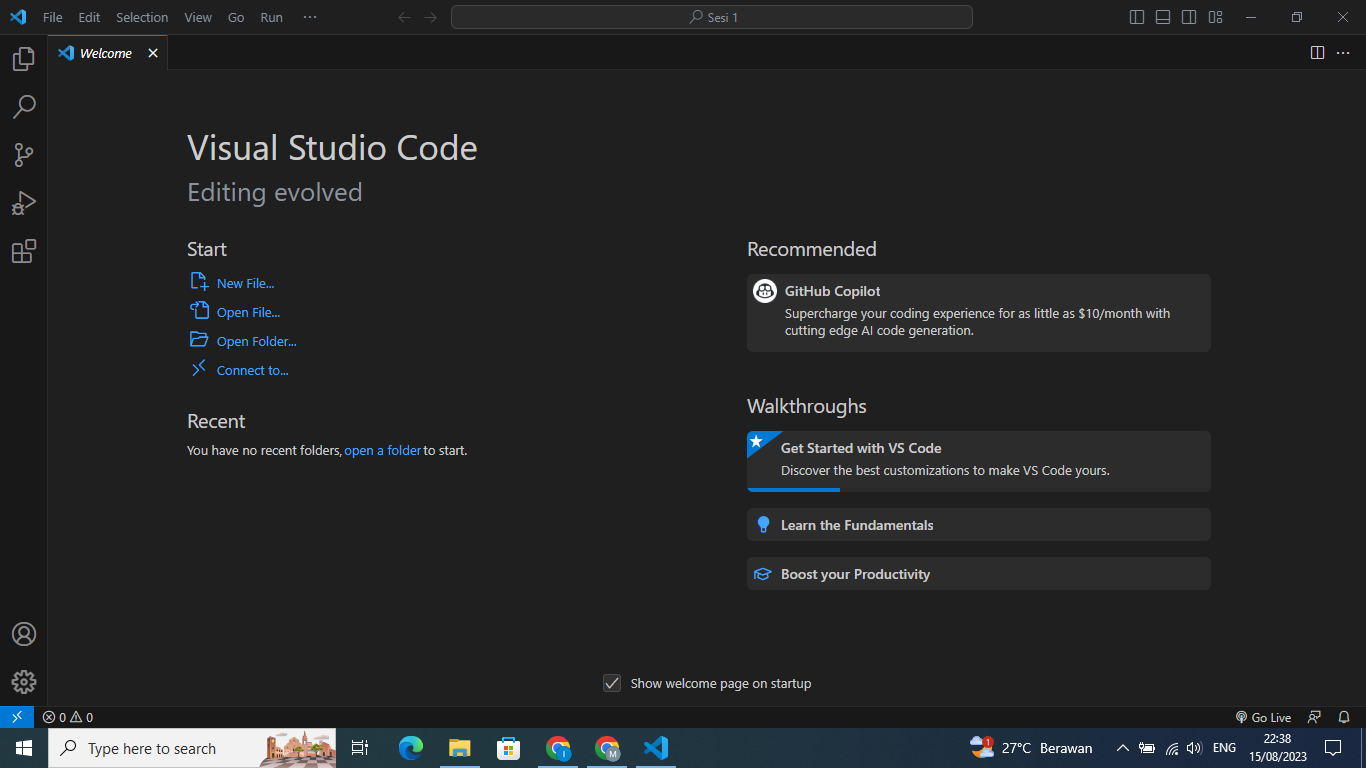 File Edit Selection View Go Run ···
Sesi 1
Welcome
Visual Studio Code
Editing evolved
Start
New File...
Open File...
Open Folder...
Connect to...
Recent
You have no recent folders, open a folder to start.
Recommended
GitHub Copilot
Supercharge your coding experience for as little as $10/month with
cutting edge AI code generation.
Walkthroughs
Get Started with VS Code
Discover the best customizations to make VS Code yours.
Learn the Fundamentals
Boost your Productivity
Show welcome page on startup
0 0
Go Live
Type here to search
I
M
1
27°C Berawan
ENG
22:38
15/08/2023